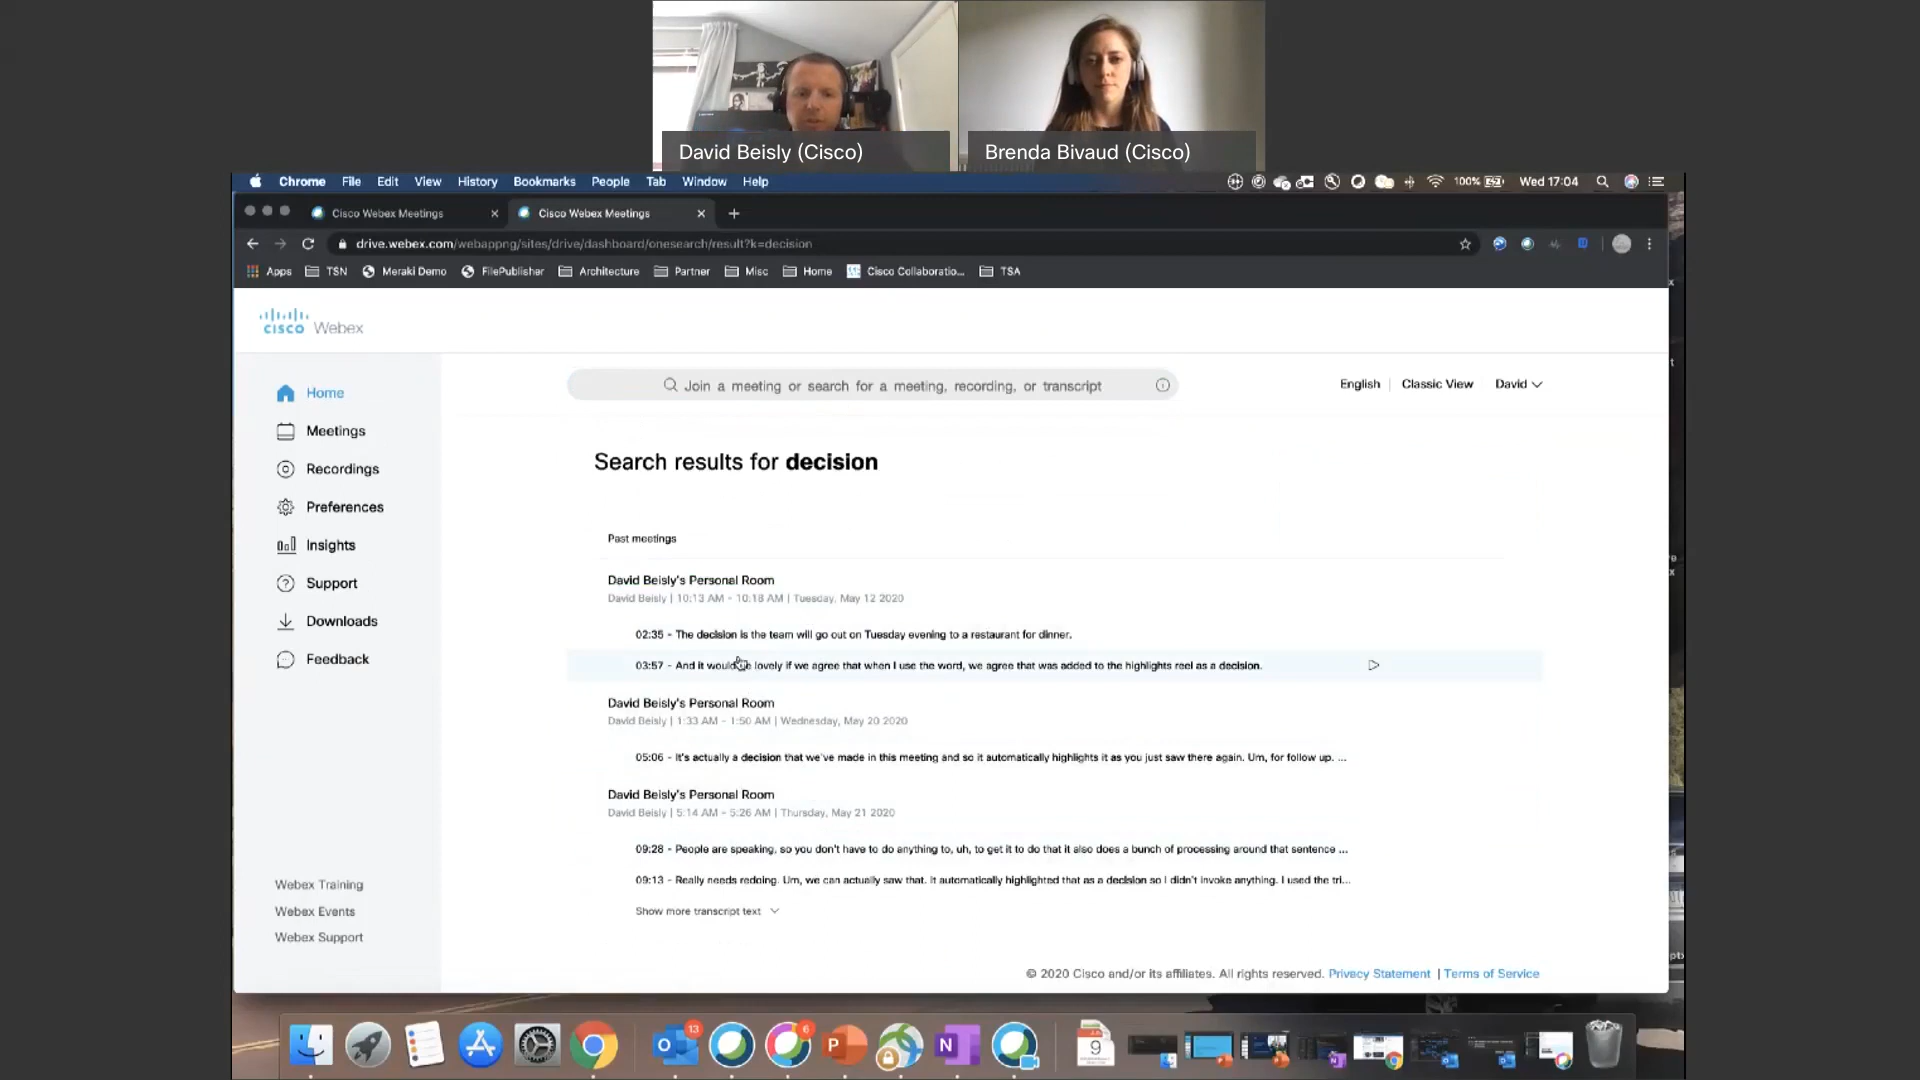 David Beisly (Cisco)
Brenda Bivaud (Cisco)
Chrome File Edit View History Bookmarks People Tab Window Help
100% Wed 17:04
Cisco Webex Meetings
Cisco Webex Meetings
drive.webex.com/webappng/sites/drive/dashboard/onesearch/result?k=decision
Apps TSN Meraki Demo FilePublisher Architecture Partner Misc Home Cisco Collaboratio... TSA
CISCO Webex
Home
Meetings
Recordings
Preferences
Insights
Support
Downloads
Feedback
Webex Training
Webex Events
Webex Support
Join a meeting or search for a meeting, recording, or transcript
English Classic View David
Search results for decision
Past meetings
David Beisly's Personal Room
David Beisly | 10:13 AM - 10:18 AM | Tuesday, May 12 2020
02:35 - The decision is the team will go out on Tuesday evening to a restaurant for dinner.
03:57 - And it would be lovely if we agree that when I use the word, we agree that was added to the highlights reel as a decision.
David Beisly's Personal Room
David Beisly | 1:33 AM - 1:50 AM | Wednesday, May 20 2020
05:06 - It's actually a decision that we've made in this meeting and so it automatically highlights it as you just saw there again. Um, for follow up. ...
David Beisly's Personal Room
David Beisly | 5:14 AM - 5:26 AM | Thursday, May 21 2020
09:28 - People are speaking, so you don't have to do anything to, uh, to get it to do that it also does a bunch of processing around that sentence ...
09:13 - Really needs redoing. Um, we can actually saw that. It automatically highlighted that as a decision so I didn't invoke anything. I used the tri...
Show more transcript text
© 2020 Cisco and/or its affiliates. All rights reserved. Privacy Statement | Terms of Service
13
6
9